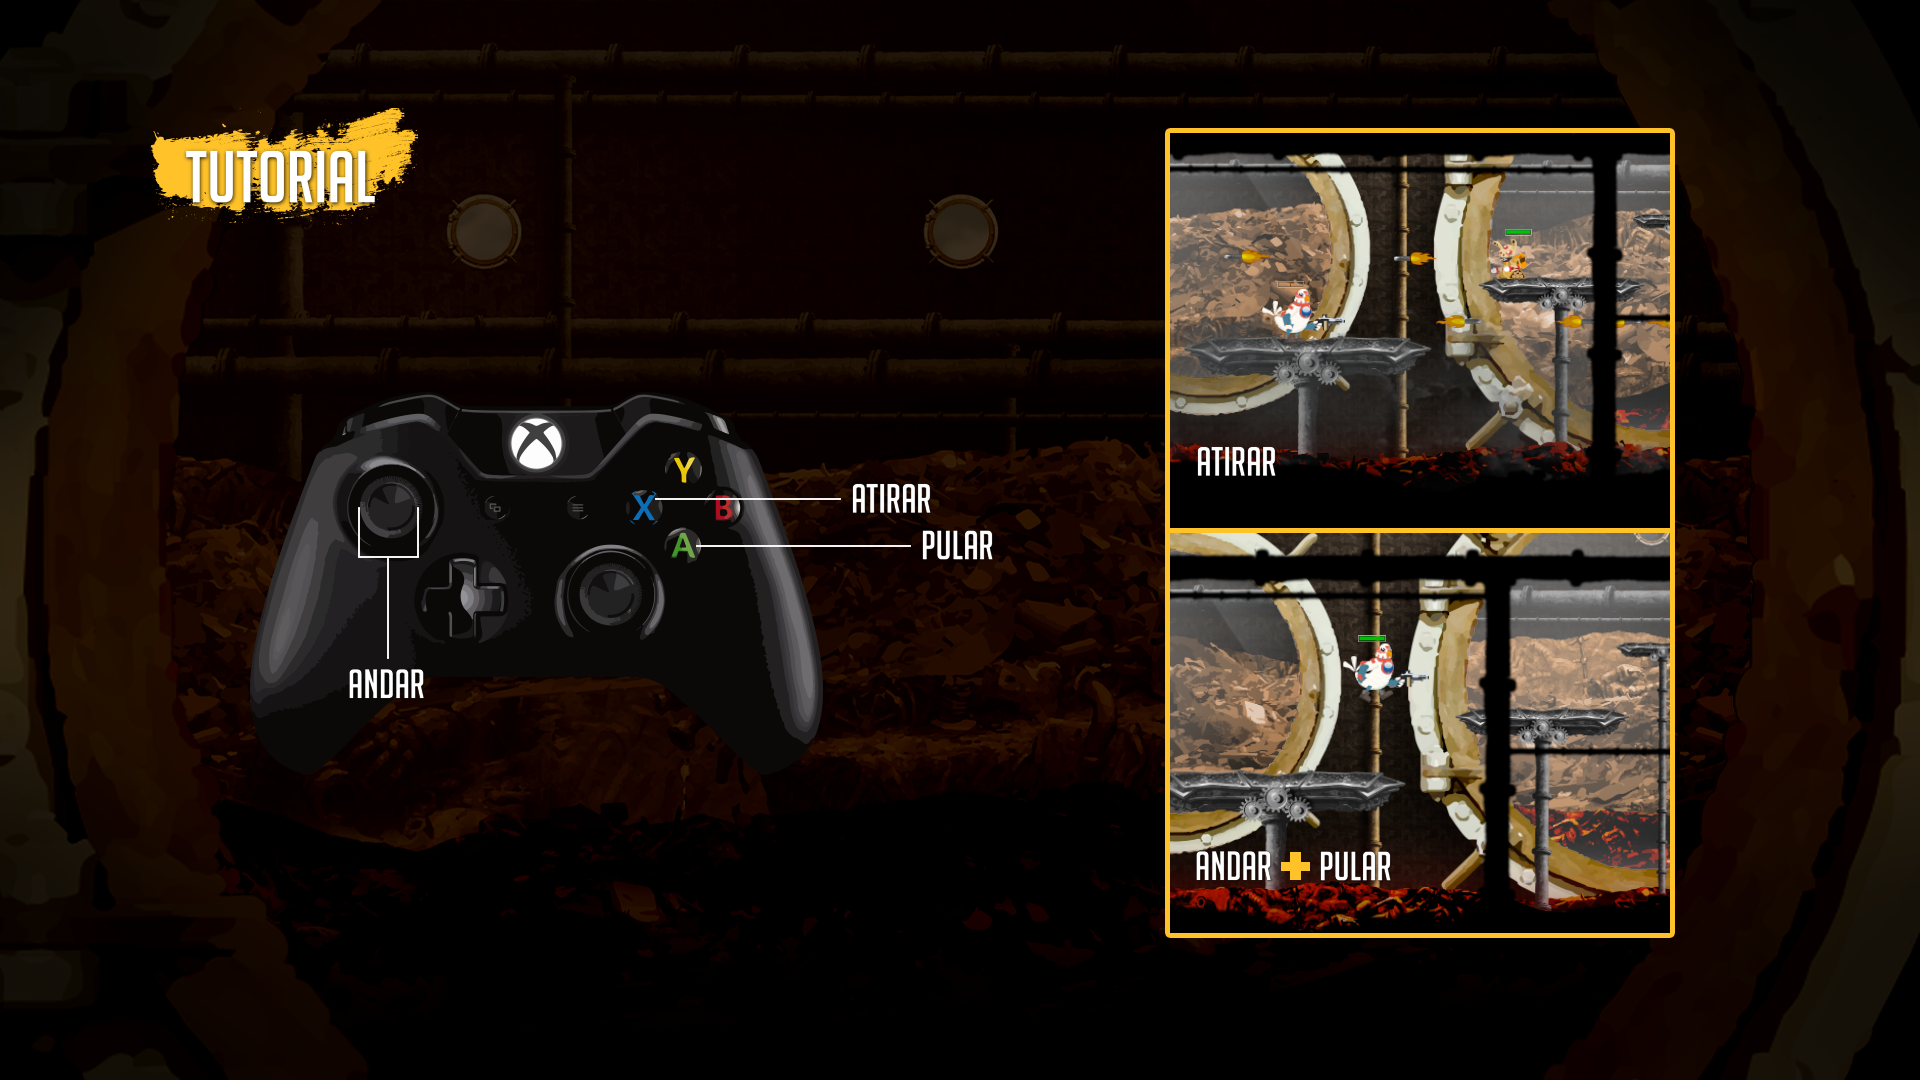 TUTORIAL
Y
X
B
A
ATIRAR
PULAR
ANDAR
ATIRAR
ANDAR + PULAR